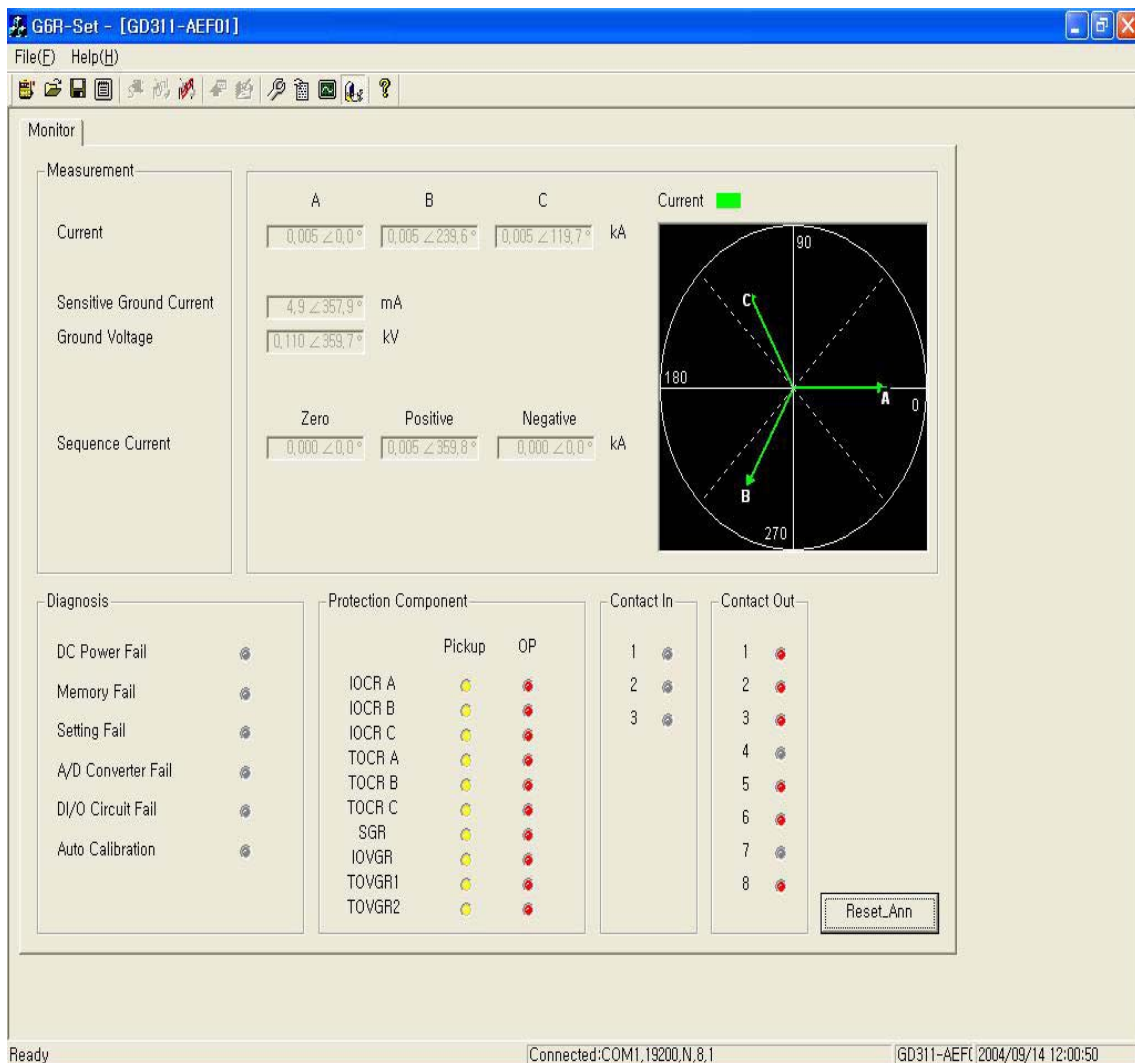 G6R-Set - [GD311-AEF01]
File(F) Help(H)
Monitor
Measurement
A B C
Current 0,005 ∠0,0° 0,005 ∠239,6° 0,005 ∠119,7° kA
Sensitive Ground Current 4,9 ∠357,9° mA
Ground Voltage 0,110 ∠359,7° kV
Zero Positive Negative
Sequence Current 0,000 ∠0,0° 0,005 ∠359,8° 0,000 ∠0,0° kA
Current
90
C
180
A
0
B
270
Diagnosis
DC Power Fail
Memory Fail
Setting Fail
A/D Converter Fail
DI/O Circuit Fail
Auto Calibration
Protection Component
Pickup OP
IOCR A
IOCR B
IOCR C
TOCR A
TOCR B
TOCR C
SGR
IOVGR
TOVGR1
TOVGR2
Contact In
1
2
3
Contact Out
1
2
3
4
5
6
7
8
Reset_Ann
Ready Connected:COM1,19200,N,8,1 GD311-AEF( 2004/09/14 12:00:50